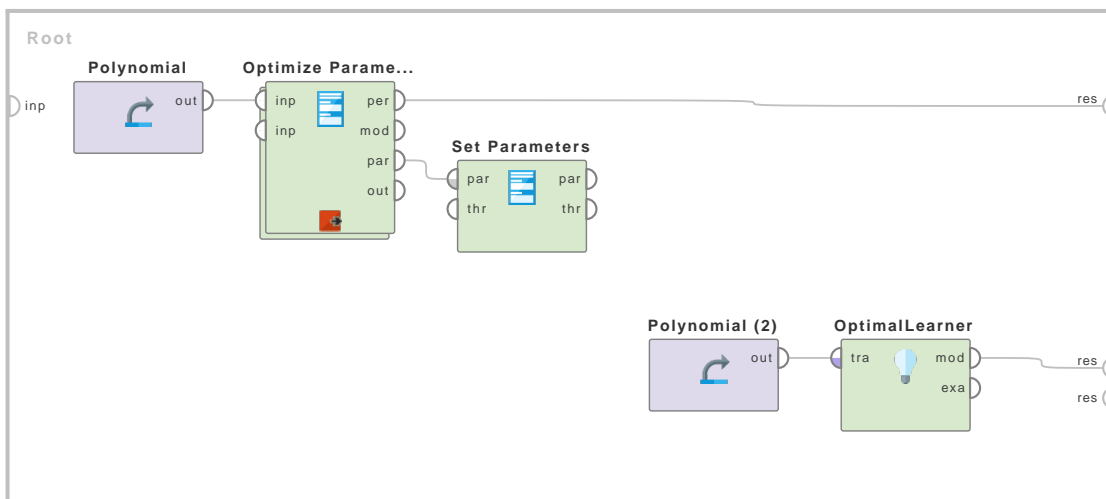 Root
Polynomial
Optimize Parame...
inp
out
inp
per
res
inp
mod
Set Parameters
par
par
par
out
thr
thr
Polynomial (2)
OptimalLearner
out
tra
mod
res
exa
res